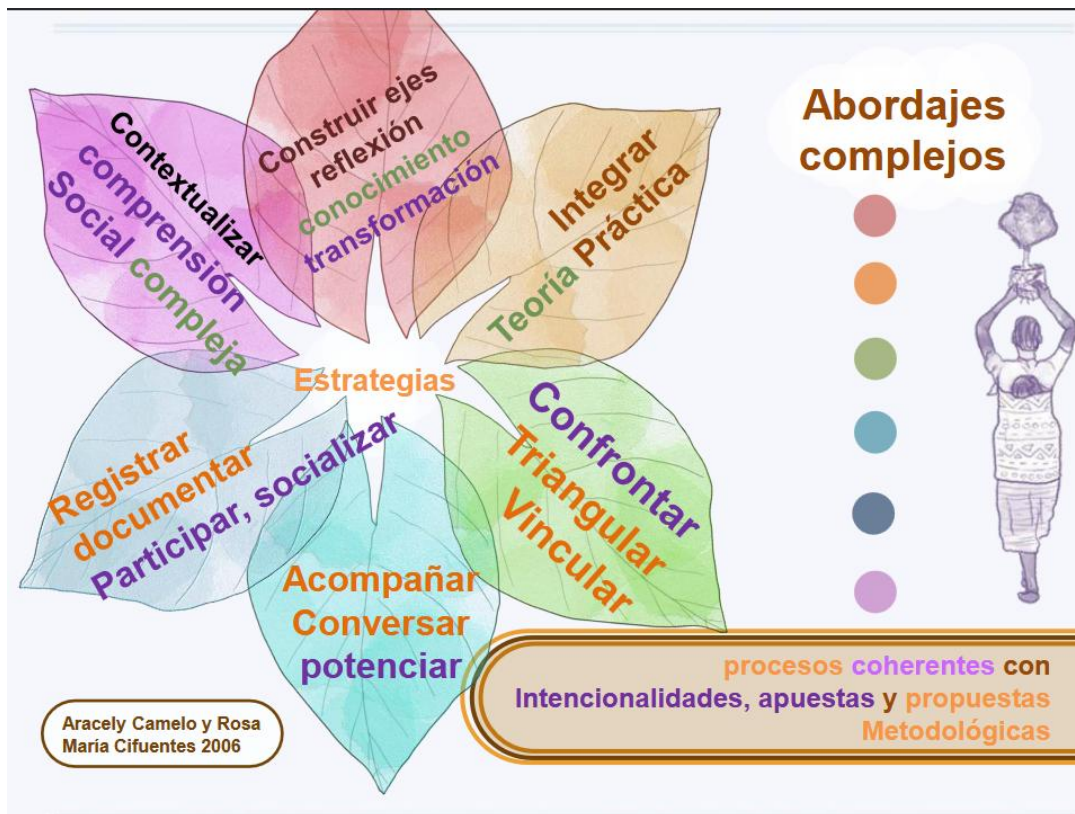 Construir ejes
reflexión
conocimiento
transformación
Contextualizar
comprensión
Social compleja
Integrar
Teoría Práctica
Abordajes
complejos
Estrategias
Confrontar
Triangular
Vincular
Registrar
documentar
Participar, socializar
Acompañar
Conversar
potenciar
procesos coherentes con
Intencionalidades, apuestas y propuestas
Metodológicas
Aracely Camelo y Rosa
María Cifuentes 2006